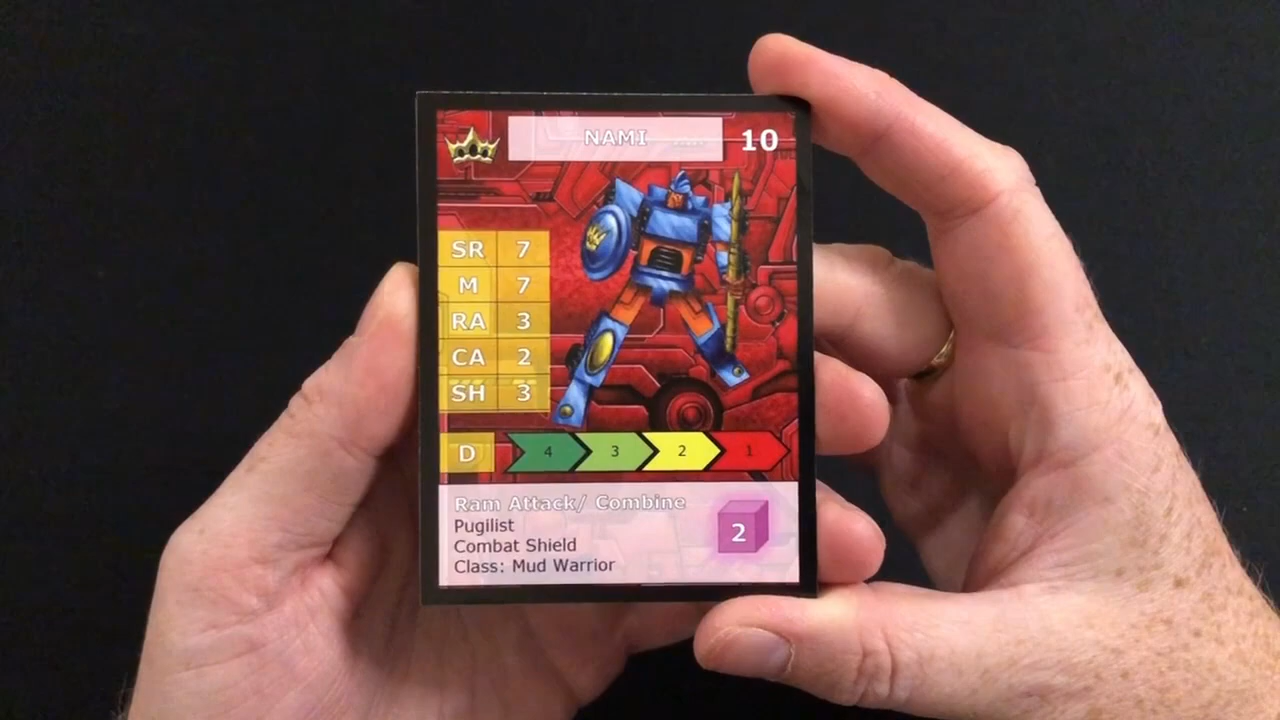 NAMI
10
SR 7
M 7
RA 3
CA 2
SH 3
D 4 3 2 1
Ram Attack/ Combine
Pugilist
Combat Shield
Class: Mud Warrior
2